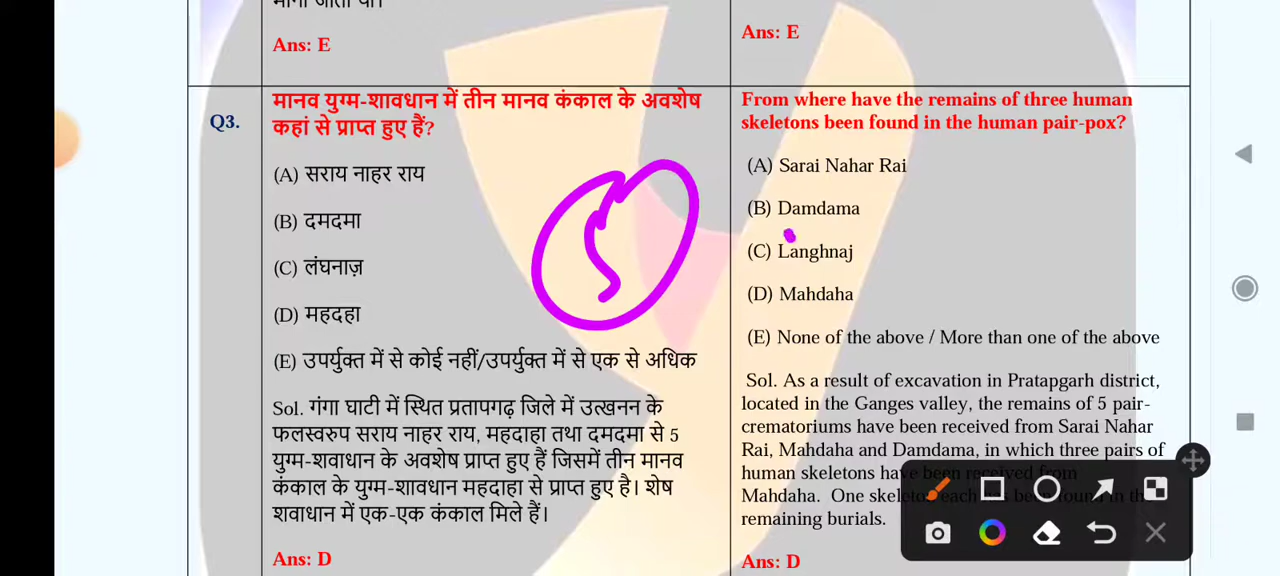 Ans: E
Q3.
मानव युग्म-शावधान में तीन मानव कंकाल के अवशेष
कहां से प्राप्त हुए हैं?
(A) सराय नाहर राय
(B) दमदमा
(C) लंघनाज़
(D) महदहा
(E) उपर्युक्त में से कोई नहीं/उपर्युक्त में से एक से अधिक
Sol. गंगा घाटी में स्थित प्रतापगढ़ जिले में उत्खनन के
फलस्वरुप सराय नाहर राय, महदाहा तथा दमदमा से 5
युग्म-शवाधान के अवशेष प्राप्त हुए हैं जिसमें तीन मानव
कंकाल के युग्म-शावधान महदाहा से प्राप्त हुए है। शेष
शवाधान में एक-एक कंकाल मिले हैं।
Ans: D
Ans: E
From where have the remains of three human
skeletons been found in the human pair-pox?
(A) Sarai Nahar Rai
(B) Damdama
(C) Langhnaj
(D) Mahdaha
(E) None of the above / More than one of the above
Sol. As a result of excavation in Pratapgarh district,
located in the Ganges valley, the remains of 5 pair-
crematoriums have been received from Sarai Nahar
Rai, Mahdaha and Damdama, in which three pairs of
human skeletons have been received from
Mahdaha. One skeleton each has been found in the
remaining burials.
Ans: D